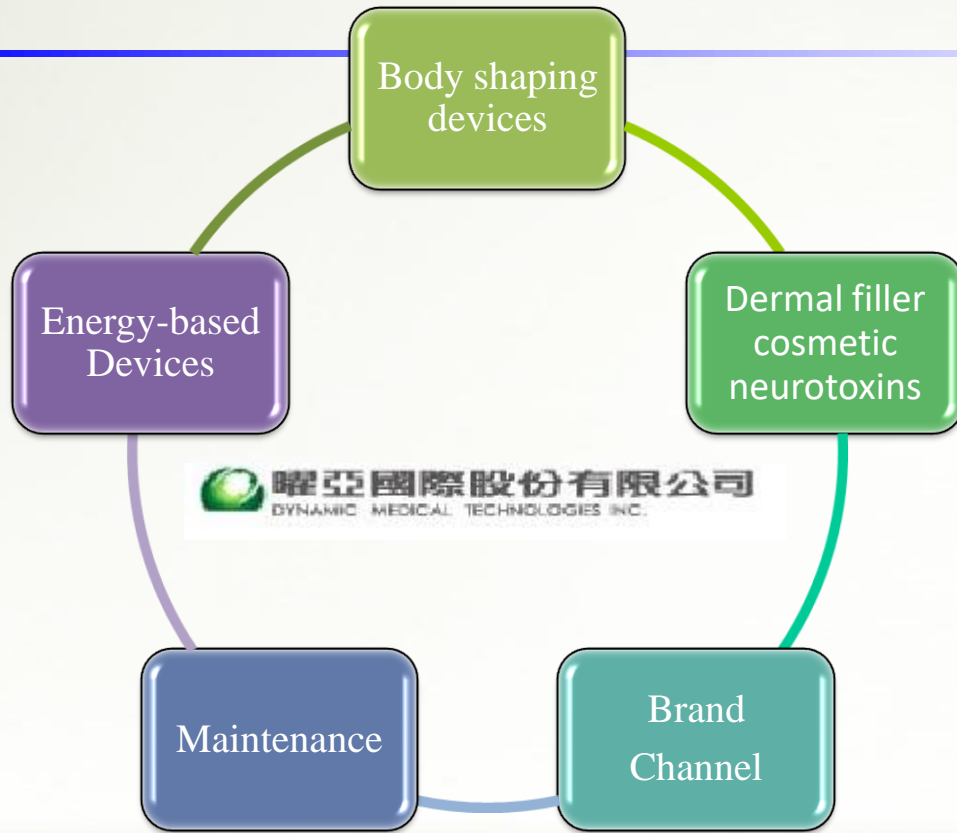 Body shaping
devices
Energy-based
Devices
Dermal filler
cosmetic
neurotoxins
曜亞國際股份有限公司
DYNAMIC MEDICAL TECHNOLOGIES INC.
Maintenance
Brand
Channel